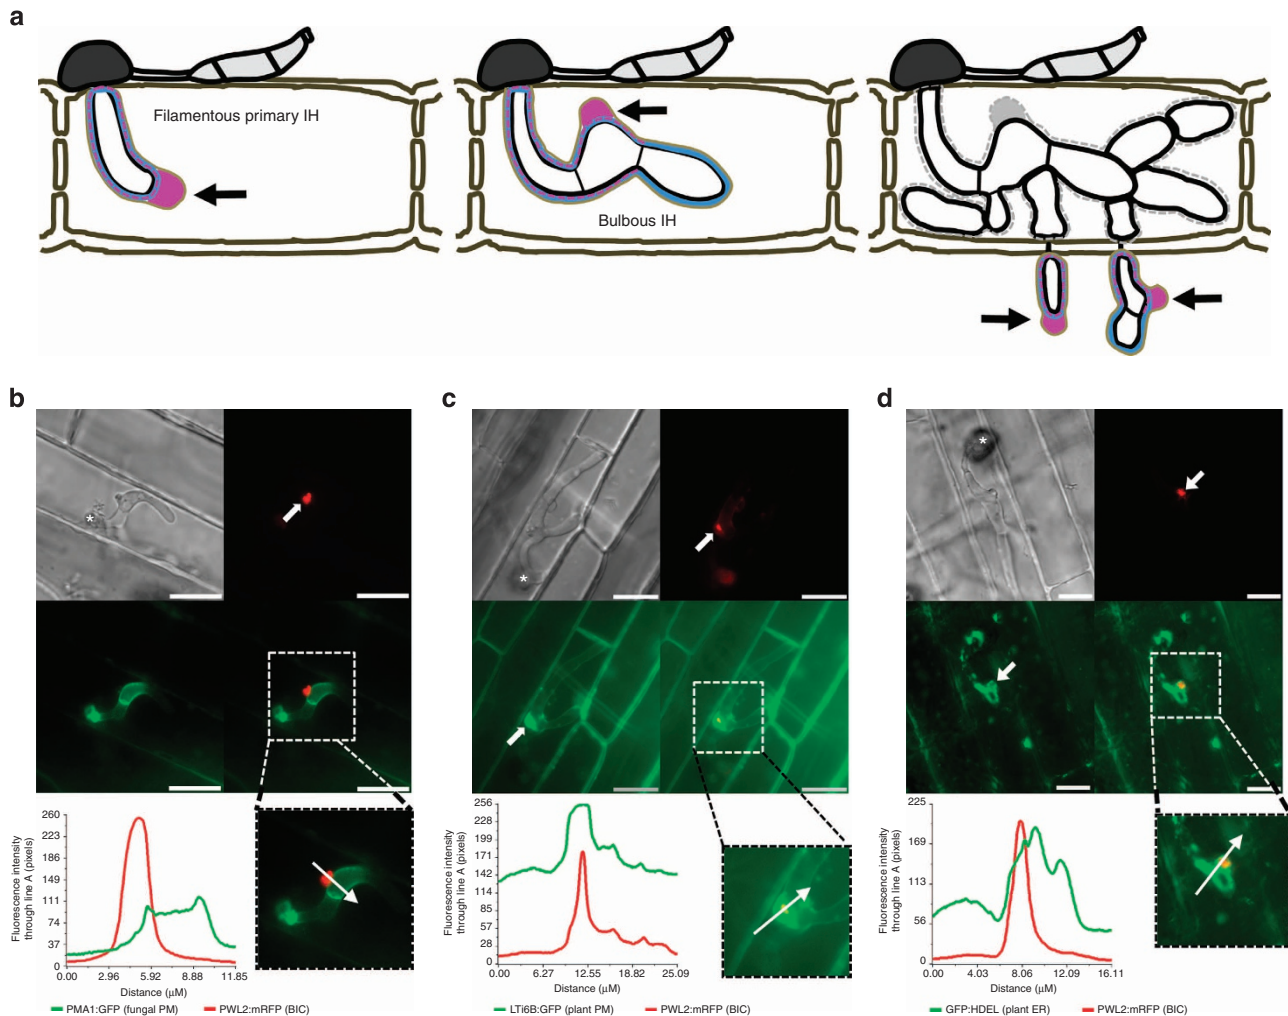 a
Filamentous primary IH
Bulbous IH
b
c
d
*
*
*
Fluorescence intensity
through line A (pixels)
260
223
186
149
111
74
37
0
0.00 2.96 5.92 8.88 11.85
Distance (μM)
PMA1:GFP (fungal PM) PWL2:mRFP (BIC)
Fluorescence intensity
through line A (pixels)
256
228
199
171
142
114
85
57
28
0
0.00 6.27 12.55 18.82 25.09
Distance (μM)
LTi6B:GFP (plant PM) PWL2:mRFP (BIC)
Fluorescence intensity
through line A (pixels)
225
188
150
113
75
38
0
0.00 4.03 8.06 12.09 16.11
Distance (μM)
GFP:HDEL (plant ER) PWL2:mRFP (BIC)